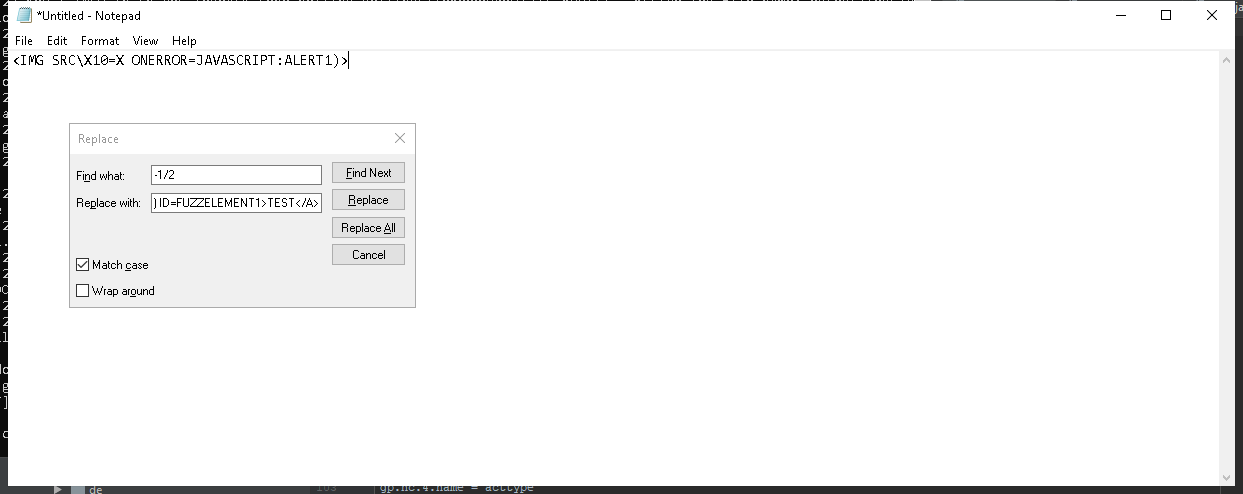 *Untitled - Notepad
File Edit Format View Help
<IMG SRC\X10=X ONERROR=JAVASCRIPT:ALERT1)>
Replace
Find what: -1/2 Find Next
Replace with: )ID=FUZZELEMENT1>TEST</A> Replace
Replace All
Cancel
Match case
Wrap around
de
gp.nc.4.name = acttype